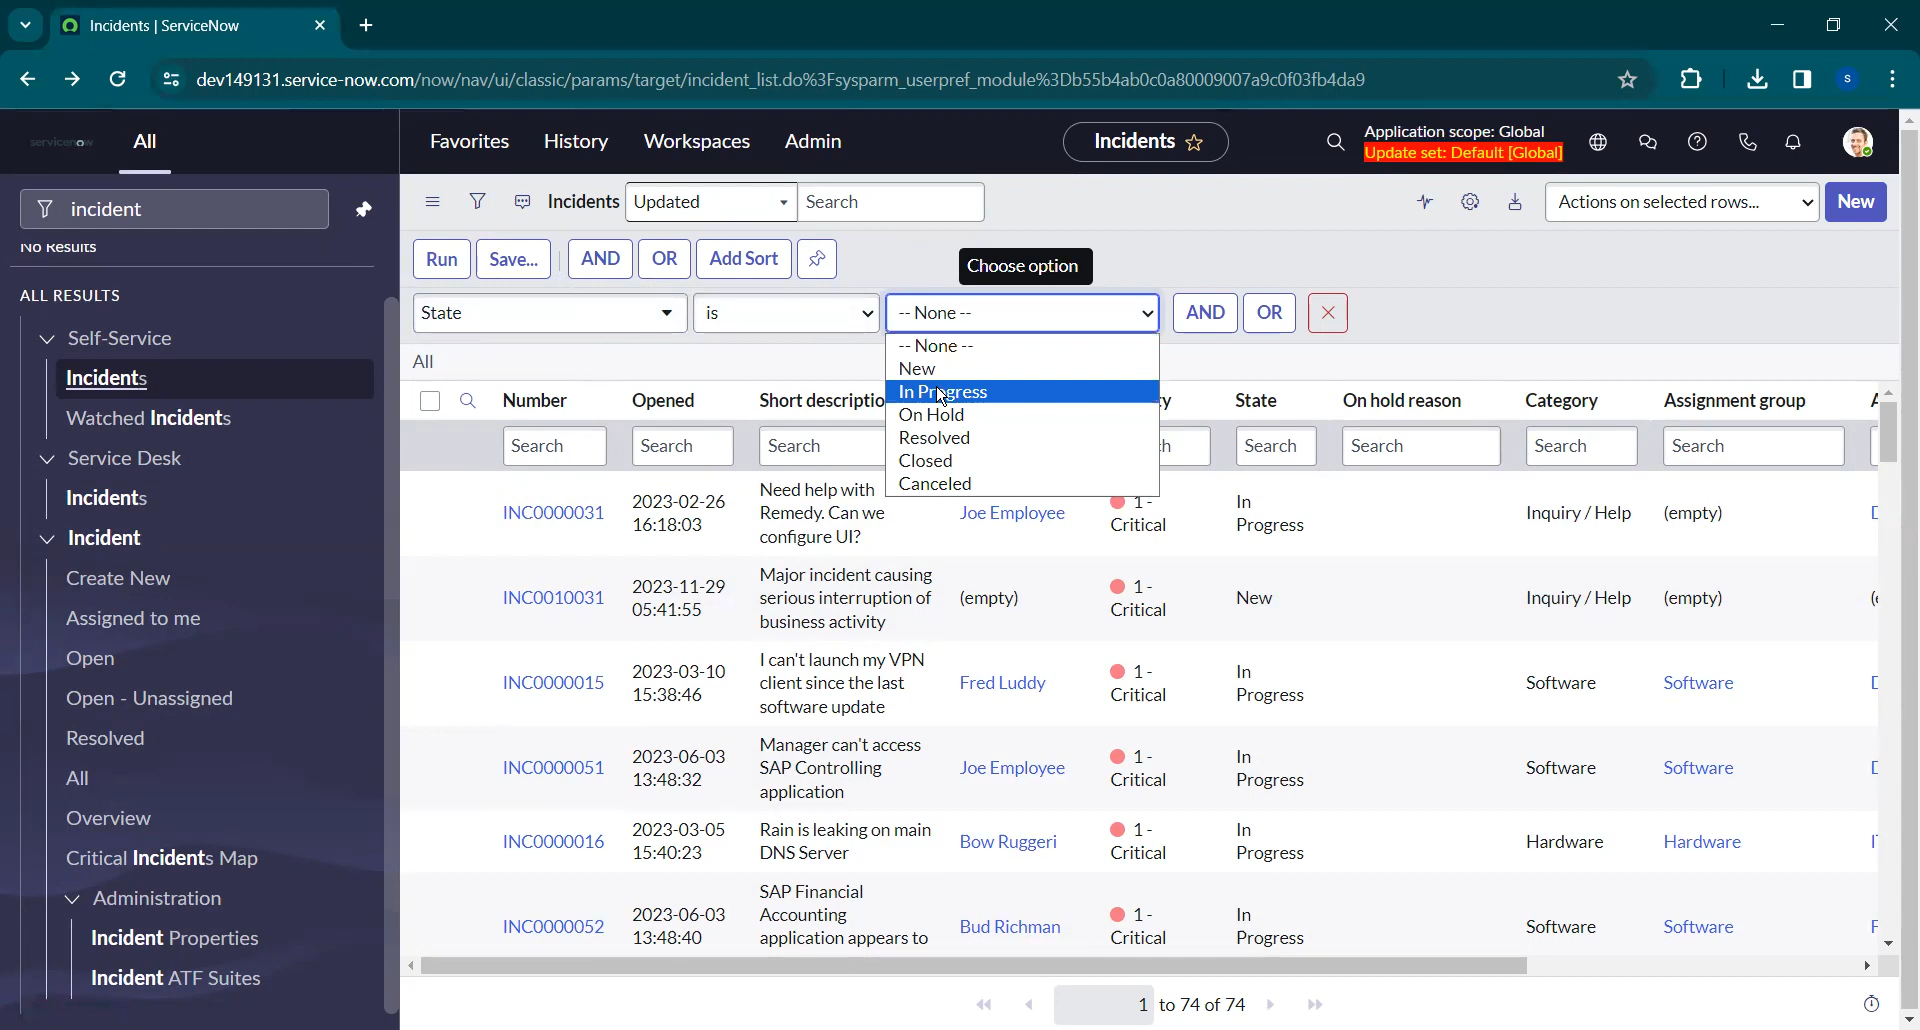 Incidents | ServiceNow
dev149131.service-now.com/now/nav/ui/classic/params/target/incident_list.do%3Fsysparm_userpref_module%3Db55b4ab0c0a80009007a9c0f03fb4da9
S
servicenow
All
Favorites
History
Workspaces
Admin
Incidents
Application scope: Global
Update set: Default [Global]
incident
No Results
ALL RESULTS
Self-Service
Incidents
Watched Incidents
Service Desk
Incidents
Incident
Create New
Assigned to me
Open
Open - Unassigned
Resolved
All
Overview
Critical Incidents Map
Administration
Incident Properties
Incident ATF Suites
Incidents
Updated
Search
Actions on selected rows...
New
Run
Save...
AND
OR
Add Sort
Choose option
State
is
-- None --
AND
OR
-- None --
New
In Progress
On Hold
Resolved
Closed
Canceled
All
Number
Opened
Short descriptio
y
State
On hold reason
Category
Assignment group
A
Search
Search
Search
ch
Search
Search
Search
Search
INC0000031
2023-02-26
16:18:03
Need help with
Remedy. Can we
configure UI?
Joe Employee
1 -
Critical
In
Progress
Inquiry / Help
(empty)
INC0010031
2023-11-29
05:41:55
Major incident causing
serious interruption of
business activity
(empty)
1 -
Critical
New
Inquiry / Help
(empty)
INC0000015
2023-03-10
15:38:46
I can't launch my VPN
client since the last
software update
Fred Luddy
1 -
Critical
In
Progress
Software
Software
INC0000051
2023-06-03
13:48:32
Manager can't access
SAP Controlling
application
Joe Employee
1 -
Critical
In
Progress
Software
Software
INC0000016
2023-03-05
15:40:23
Rain is leaking on main
DNS Server
Bow Ruggeri
1 -
Critical
In
Progress
Hardware
Hardware
INC0000052
2023-06-03
13:48:40
SAP Financial
Accounting
application appears to
Bud Richman
1 -
Critical
In
Progress
Software
Software
1 to 74 of 74